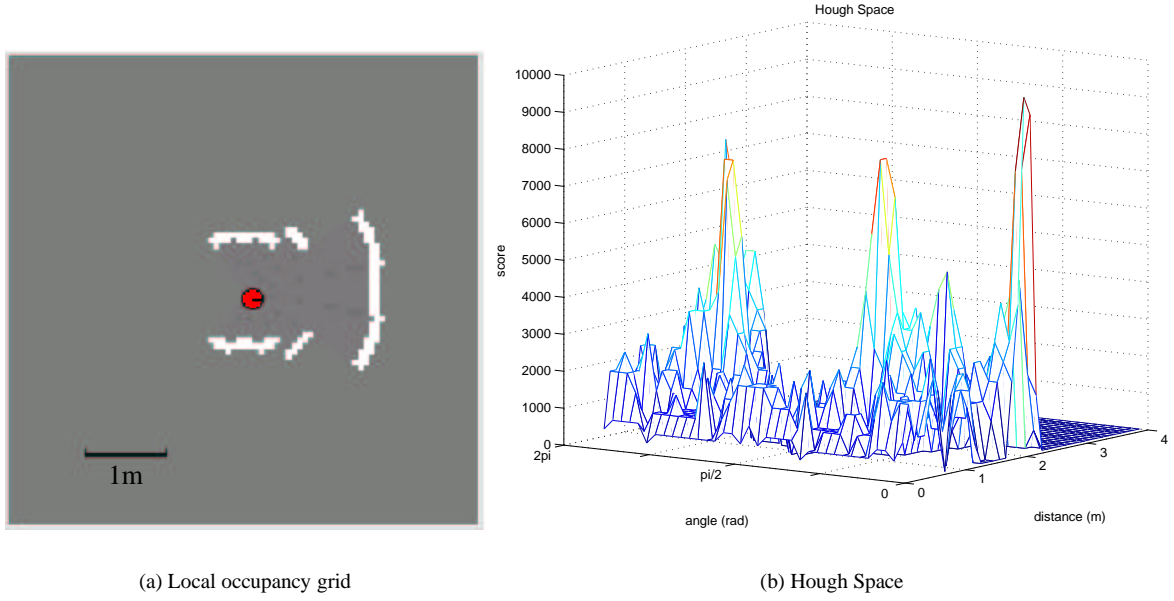 1m
(a) Local occupancy grid
Hough Space
10000
9000
8000
7000
6000
5000
4000
3000
2000
1000
0
score
2pi
pi/2
0
angle (rad)
0
1
2
3
4
distance (m)
(b) Hough Space